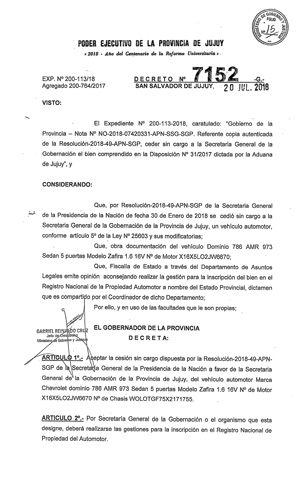 PODER EJECUTIVO DE LA PROVINCIA DE JUJUY
« 2018 - Año del Centenario de la Reforma Universitaria »
15
EXP. Nº 200-113/18
Agregado 200-764/2017
DECRETO Nº 7152 -G.-
SAN SALVADOR DE JUJUY, 20 JUL. 2018
VISTO:
El Expediente Nº 200-113-2018, caratulado: "Gobierno de la
Provincia – Nota Nº NO-2018-07420331-APN-SSG-SGP. Referente copia autenticada
de la Resolución-2018-49-APN-SGP, ceder sin cargo a la Secretaria General de la
Gobernación el bien comprendido en la Disposición Nº 31/2017 dictada por la Aduana
de Jujuy", y
CONSIDERANDO:
Que, por Resolución-2018-49-APN-SGP de la Secretaria General
de la Presidencia de la Nación de fecha 30 de Enero de 2018 se cedió sin cargo a la
Secretaria General de la Gobernación de la Provincia de Jujuy, un vehículo automotor,
conforme artículo 5º de la Ley Nº 25603 y sus modificatorias;
Que, obra documentación del vehículo Dominio 786 AMR 973
Sedan 5 puertas Modelo Zafira 1.6 16V Nº de Motor X16X5LO2JW6670;
Que, Fiscalía de Estado a través del Departamento de Asuntos
Legales emite opinión aconsejando realizar la gestión para la inscripción del bien en el
Registro Nacional de la Propiedad Automotor a nombre del Estado Provincial, dictamen
que es compartido por el Coordinador de dicho Departamento;
Por ello, y en uso de las facultades que le son propias;
GABRIEL REINALDO CRUZ
EL GOBERNADOR DE LA PROVINCIA
DECRETA:
ARTÍCULO 1º.- Aceptar la cesión sin cargo dispuesta por la Resolución-2018-49-APN-
SGP de la Secretaría General de la Presidencia de la Nación a favor de la Secretaria
General de la Gobernación de la Provincia de Jujuy, del vehículo automotor Marca
Chevrolet dominio 786 AMR 973 Sedan 5 puertas Modelo Zafira 1.6 16V Nº de Motor
X16X5LO2JW6670 Nº de Chasis WOLOTGF75X2171755.
ARTÍCULO 2º.- Por Secretaria General de la Gobernación o el organismo que esta
designe, deberá realizarse las gestiones para la inscripción en el Registro Nacional de
Propiedad del Automotor.